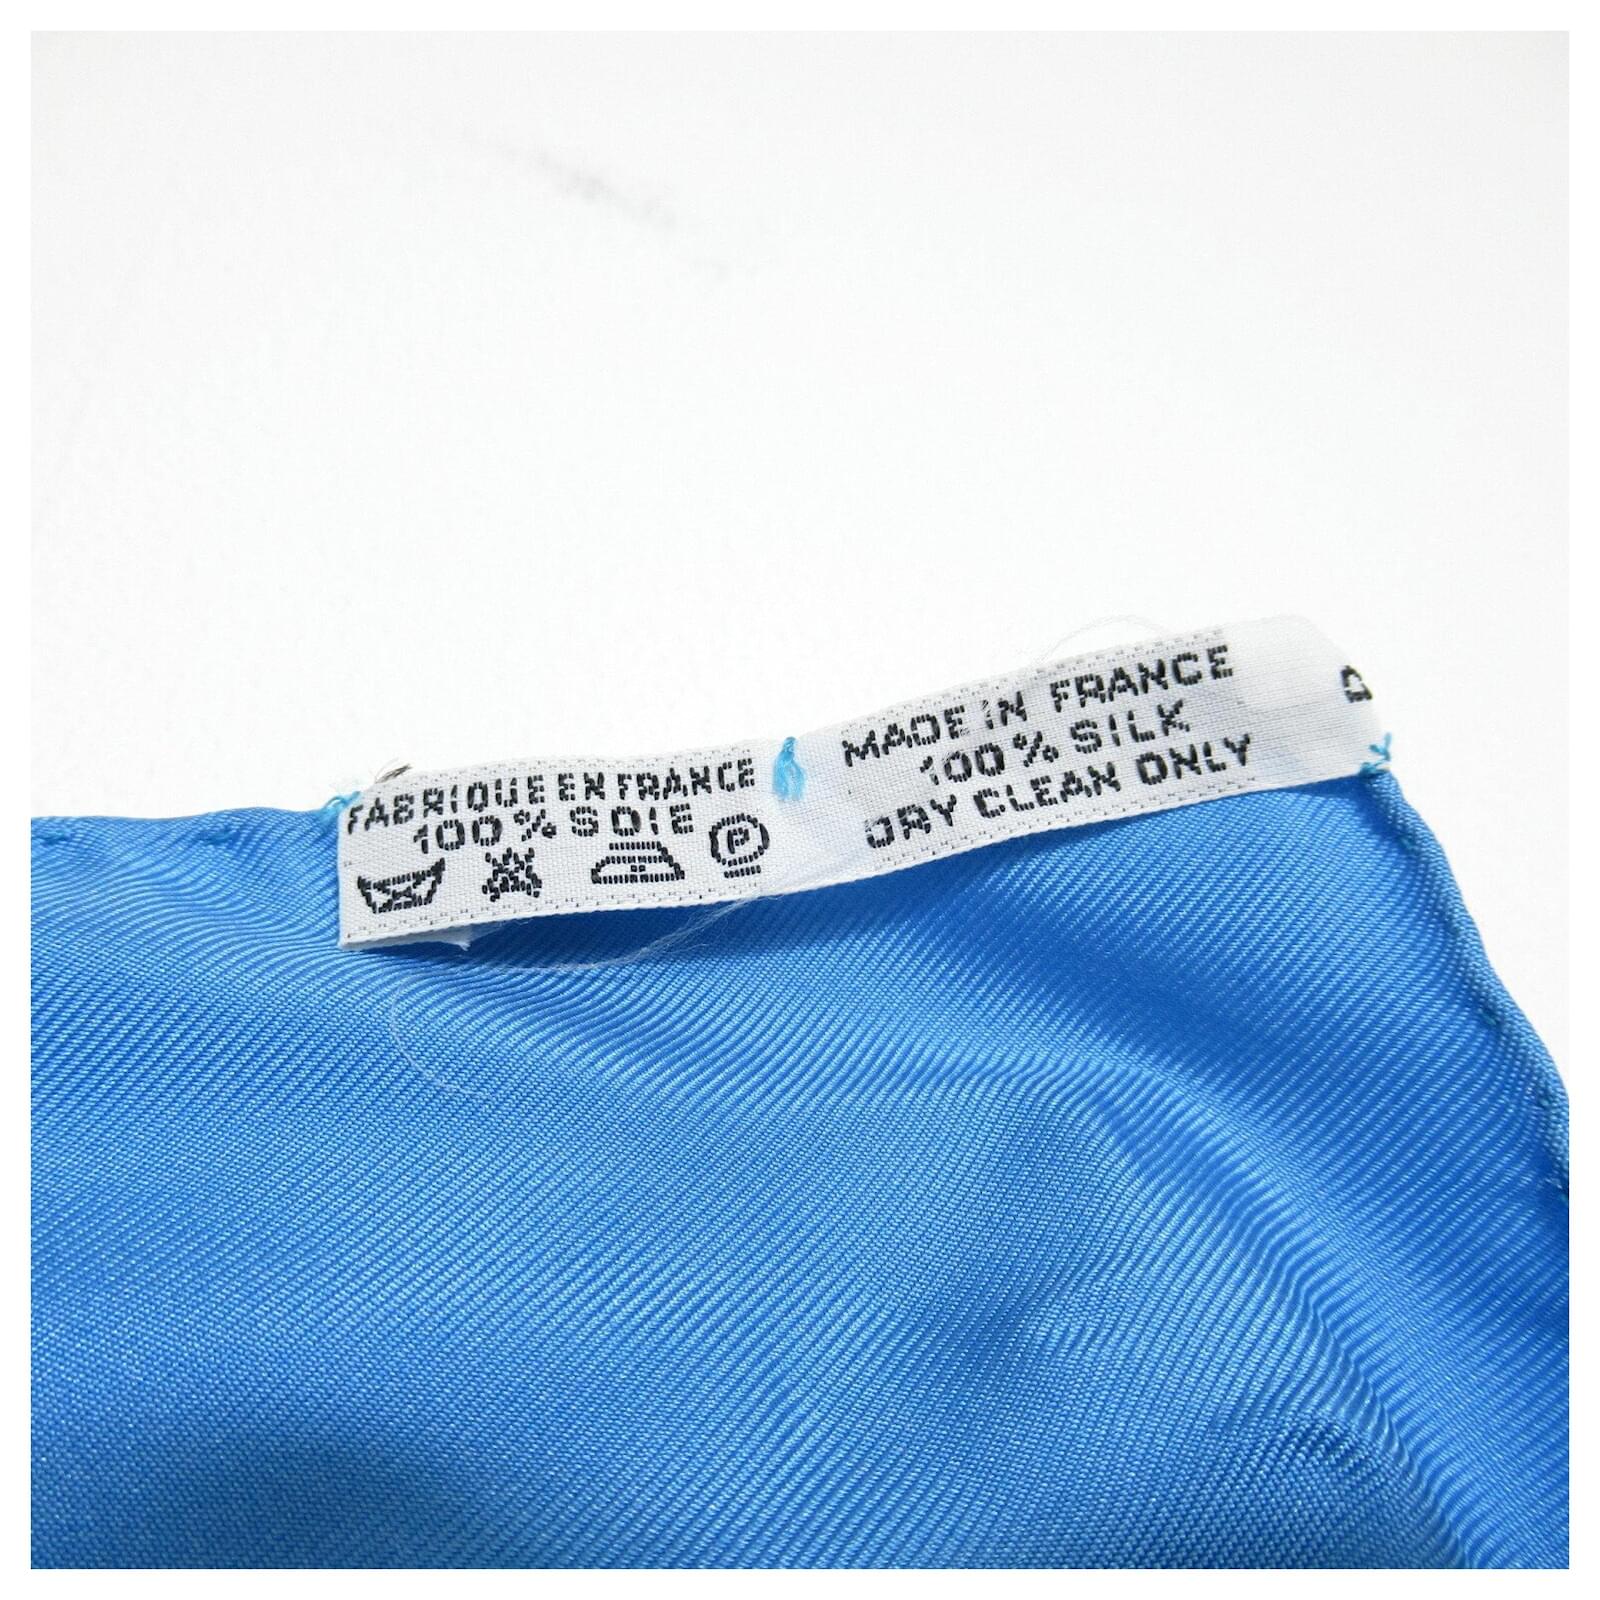 FABRIQUE EN FRANCE
100% SOIE
P
MADE IN FRANCE
100% SILK
DRY CLEAN ONLY